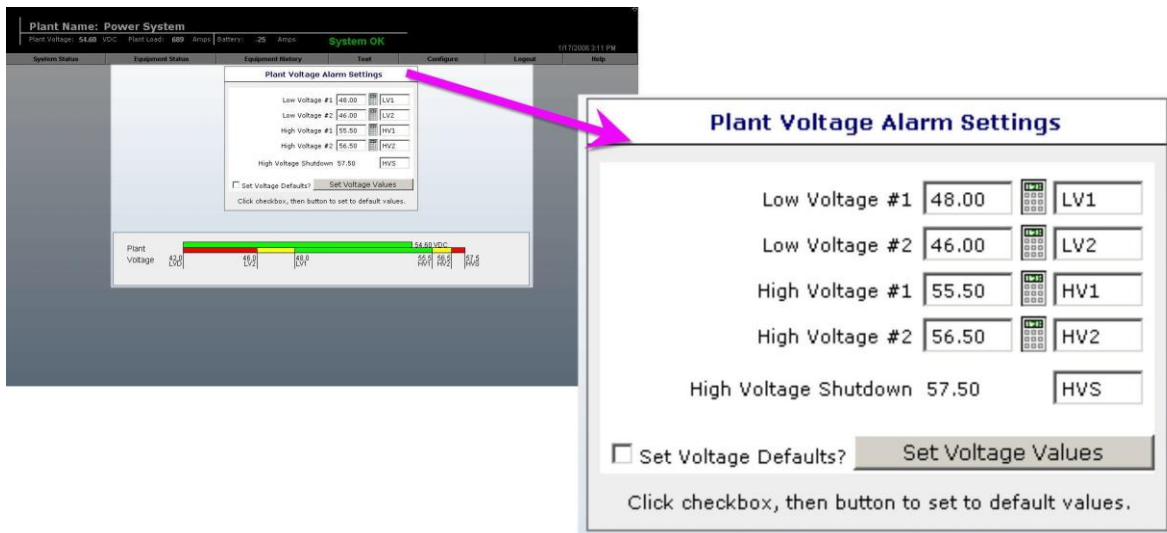 Plant Name: Power System
Plant Voltage: 54.60 VDC Plant Load: 689 Amps Battery: -25 Amps System OK
1/17/2006 3:11 PM
System Status Equipment Status Equipment History Test Configure Logout Help
Plant Voltage Alarm Settings
Low Voltage #1 48.00 LV1
Low Voltage #2 46.00 LV2
High Voltage #1 55.50 HV1
High Voltage #2 56.50 HV2
High Voltage Shutdown 57.50 HVS
Set Voltage Defaults? Set Voltage Values
Click checkbox, then button to set to default values.
54.60 VDC
Plant
Voltage
42.0 46.0 48.0 55.5 56.5 57.5
LVD LV2 LV1 HV1 HV2 HVS
Plant Voltage Alarm Settings
Low Voltage #1 48.00 LV1
Low Voltage #2 46.00 LV2
High Voltage #1 55.50 HV1
High Voltage #2 56.50 HV2
High Voltage Shutdown 57.50 HVS
Set Voltage Defaults? Set Voltage Values
Click checkbox, then button to set to default values.